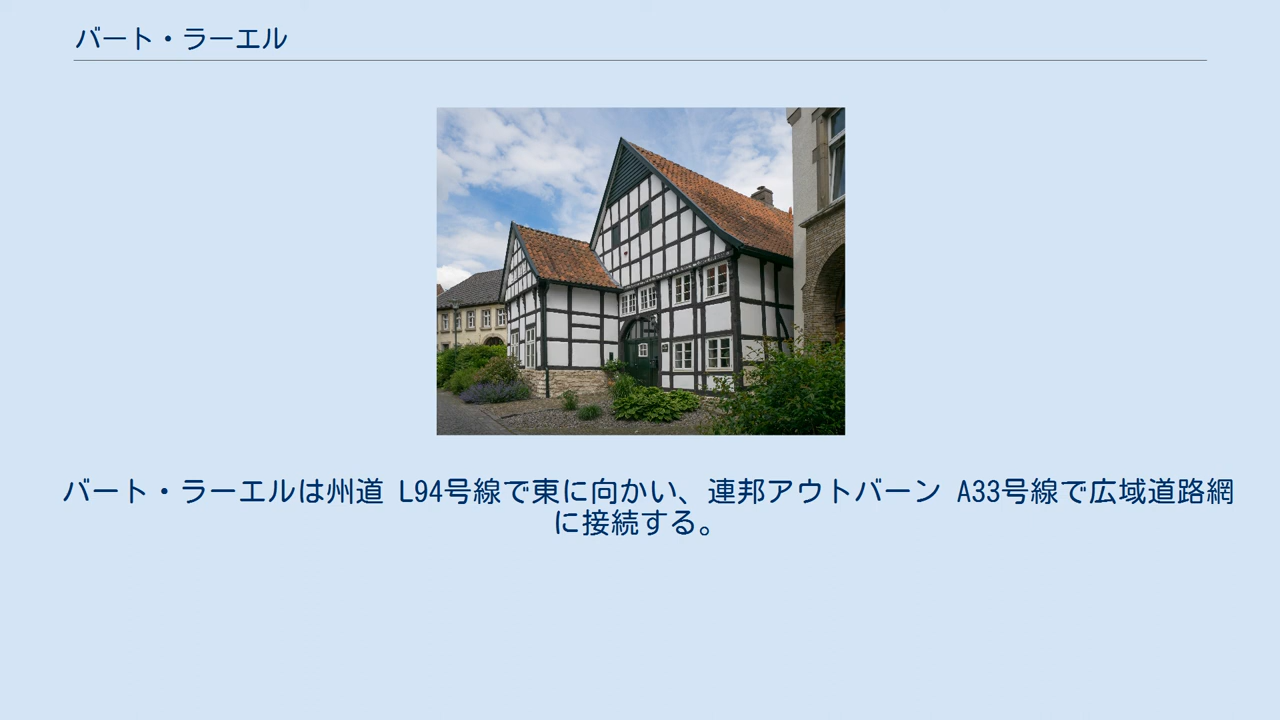 バート・ラーエル
バート・ラーエルは州道 L94号線で東に向かい、連邦アウトバーン A33号線で広域道路網
に接続する。